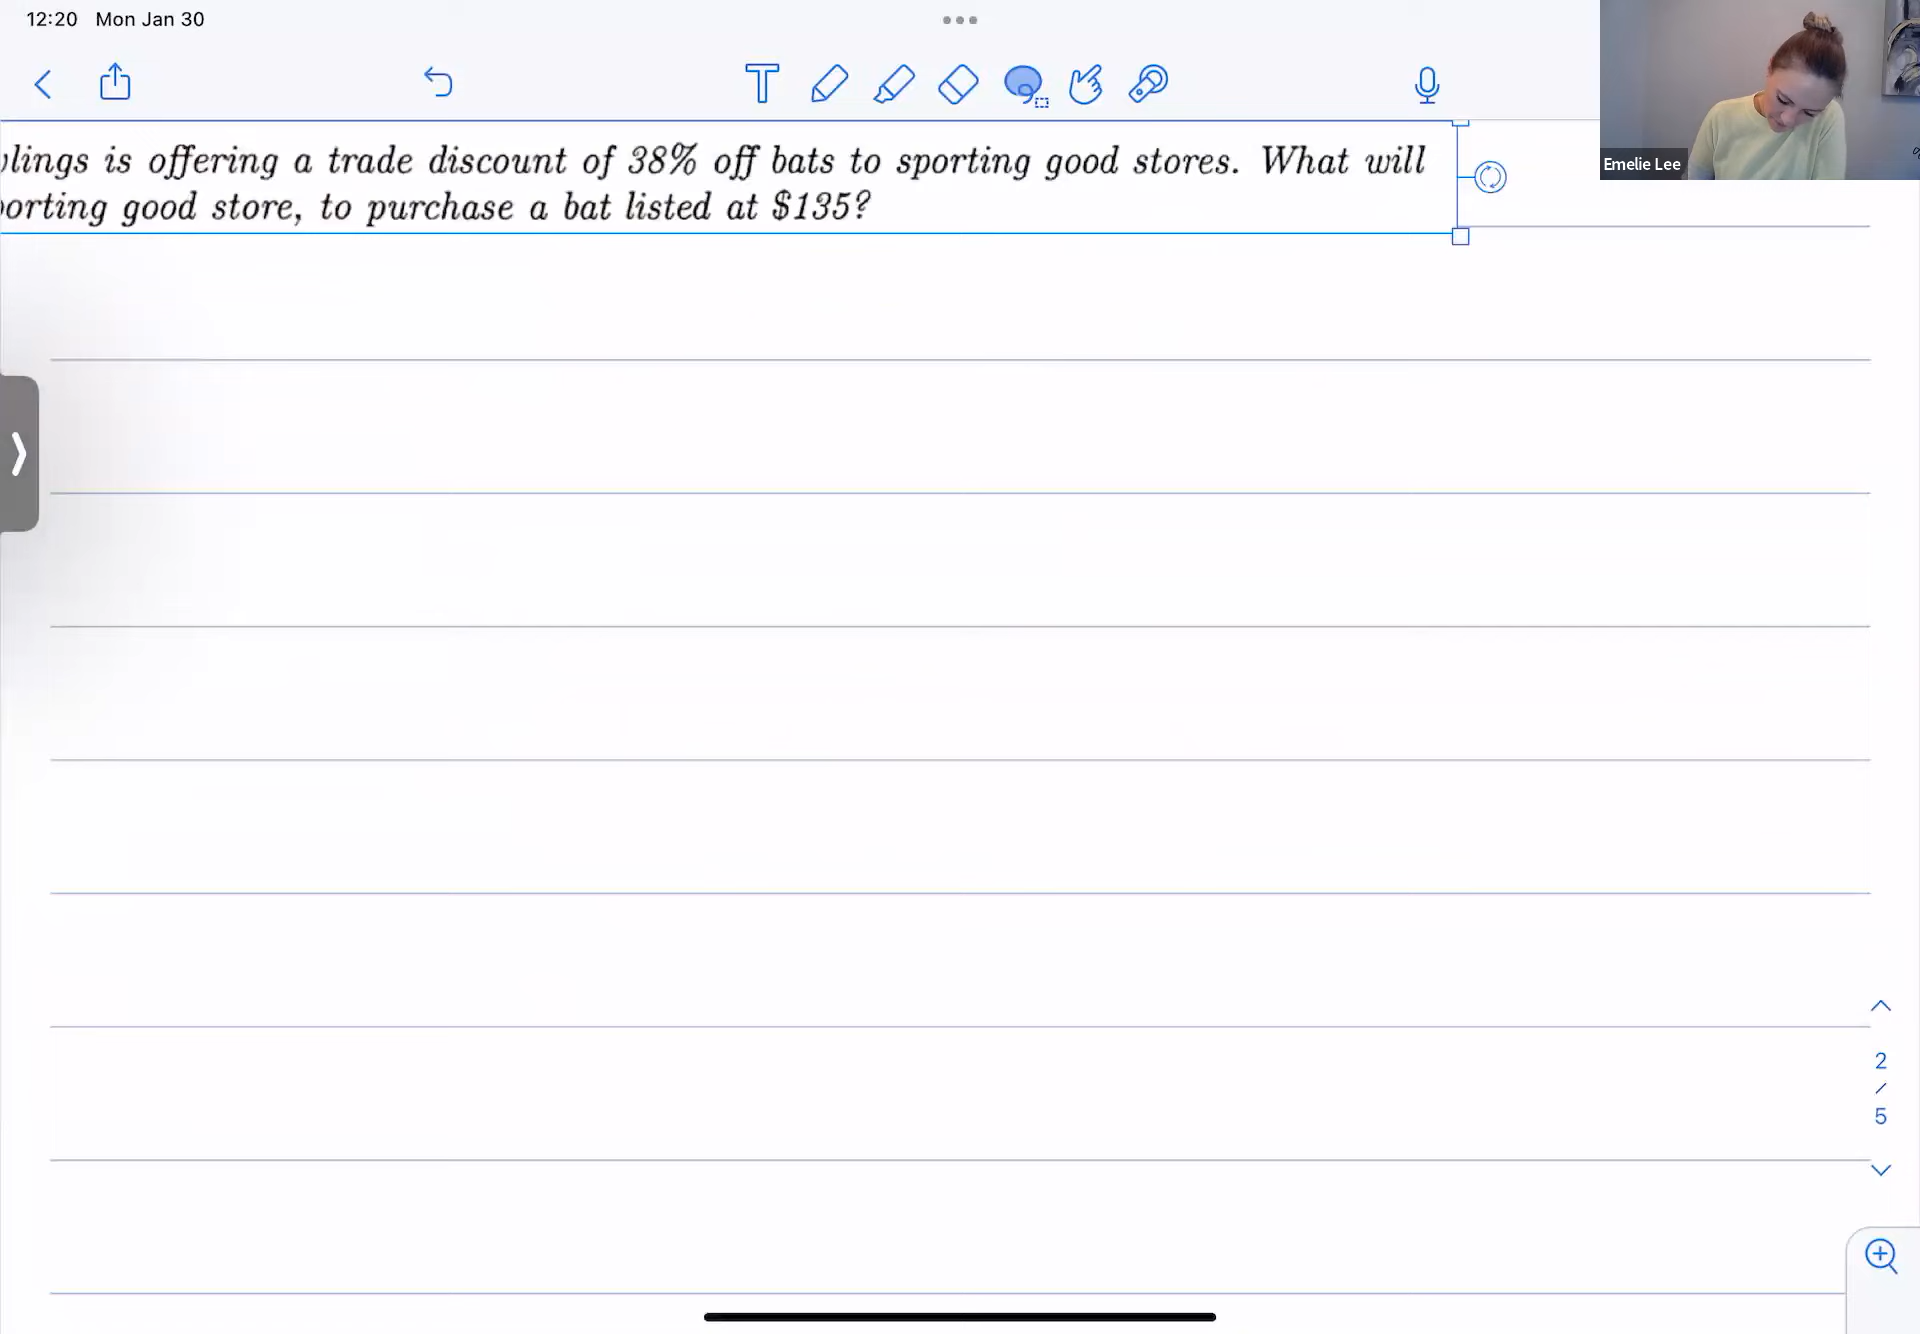 12:20 Mon Jan 30
Emelie Lee
lings is offering a trade discount of 38% off bats to sporting good stores. What will
orting good store, to purchase a bat listed at $135?
2
/
5